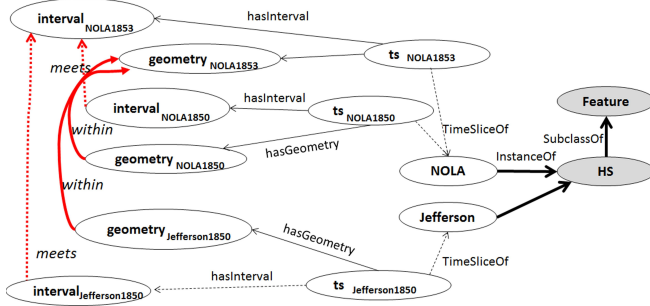 interval
NOLA1853
hasInterval
geometry NOLA1853
ts NOLA1853
meets
interval
NOLA1850
hasInterval
ts
NOLA1850
Feature
within
TimeSliceOf
SubclassOf
geometry
NOLA1850
hasGeometry
NOLA
InstanceOf
HS
within
Jefferson
geometry Jefferson1850
hasGeometry
meets
TimeSliceOf
hasInterval
interval Jefferson1850
ts
Jefferson1850